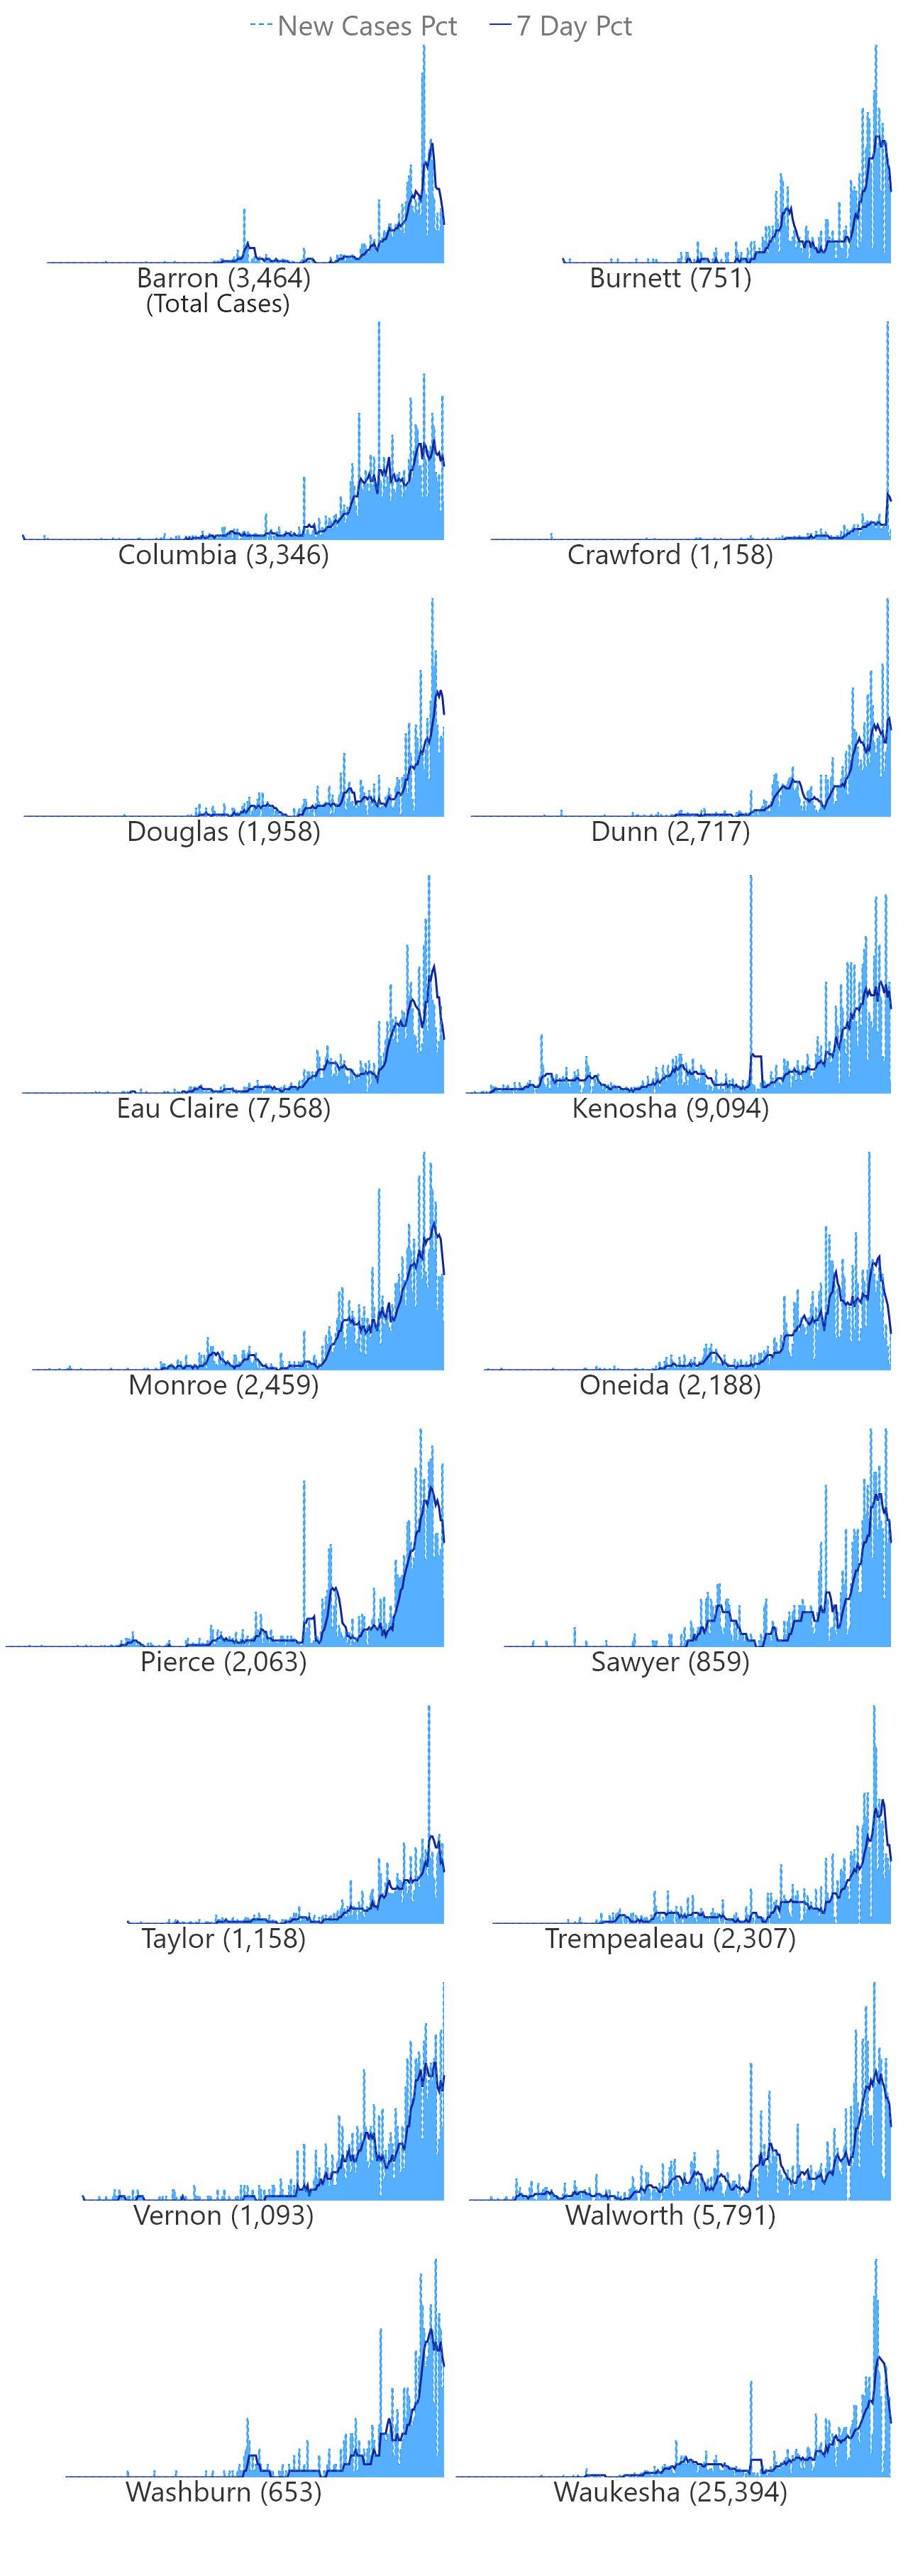 New Cases Pct 7 Day Pct
Barron (3,464) Burnett (751)
(Total Cases)
Columbia (3,346) Crawford (1,158)
Douglas (1,958) Dunn (2,717)
Eau Claire (7,568) Kenosha (9,094)
Monroe (2,459) Oneida (2,188)
Pierce (2,063) Sawyer (859)
Taylor (1,158) Trempealeau (2,307)
Vernon (1,093) Walworth (5,791)
Washburn (653) Waukesha (25,394)